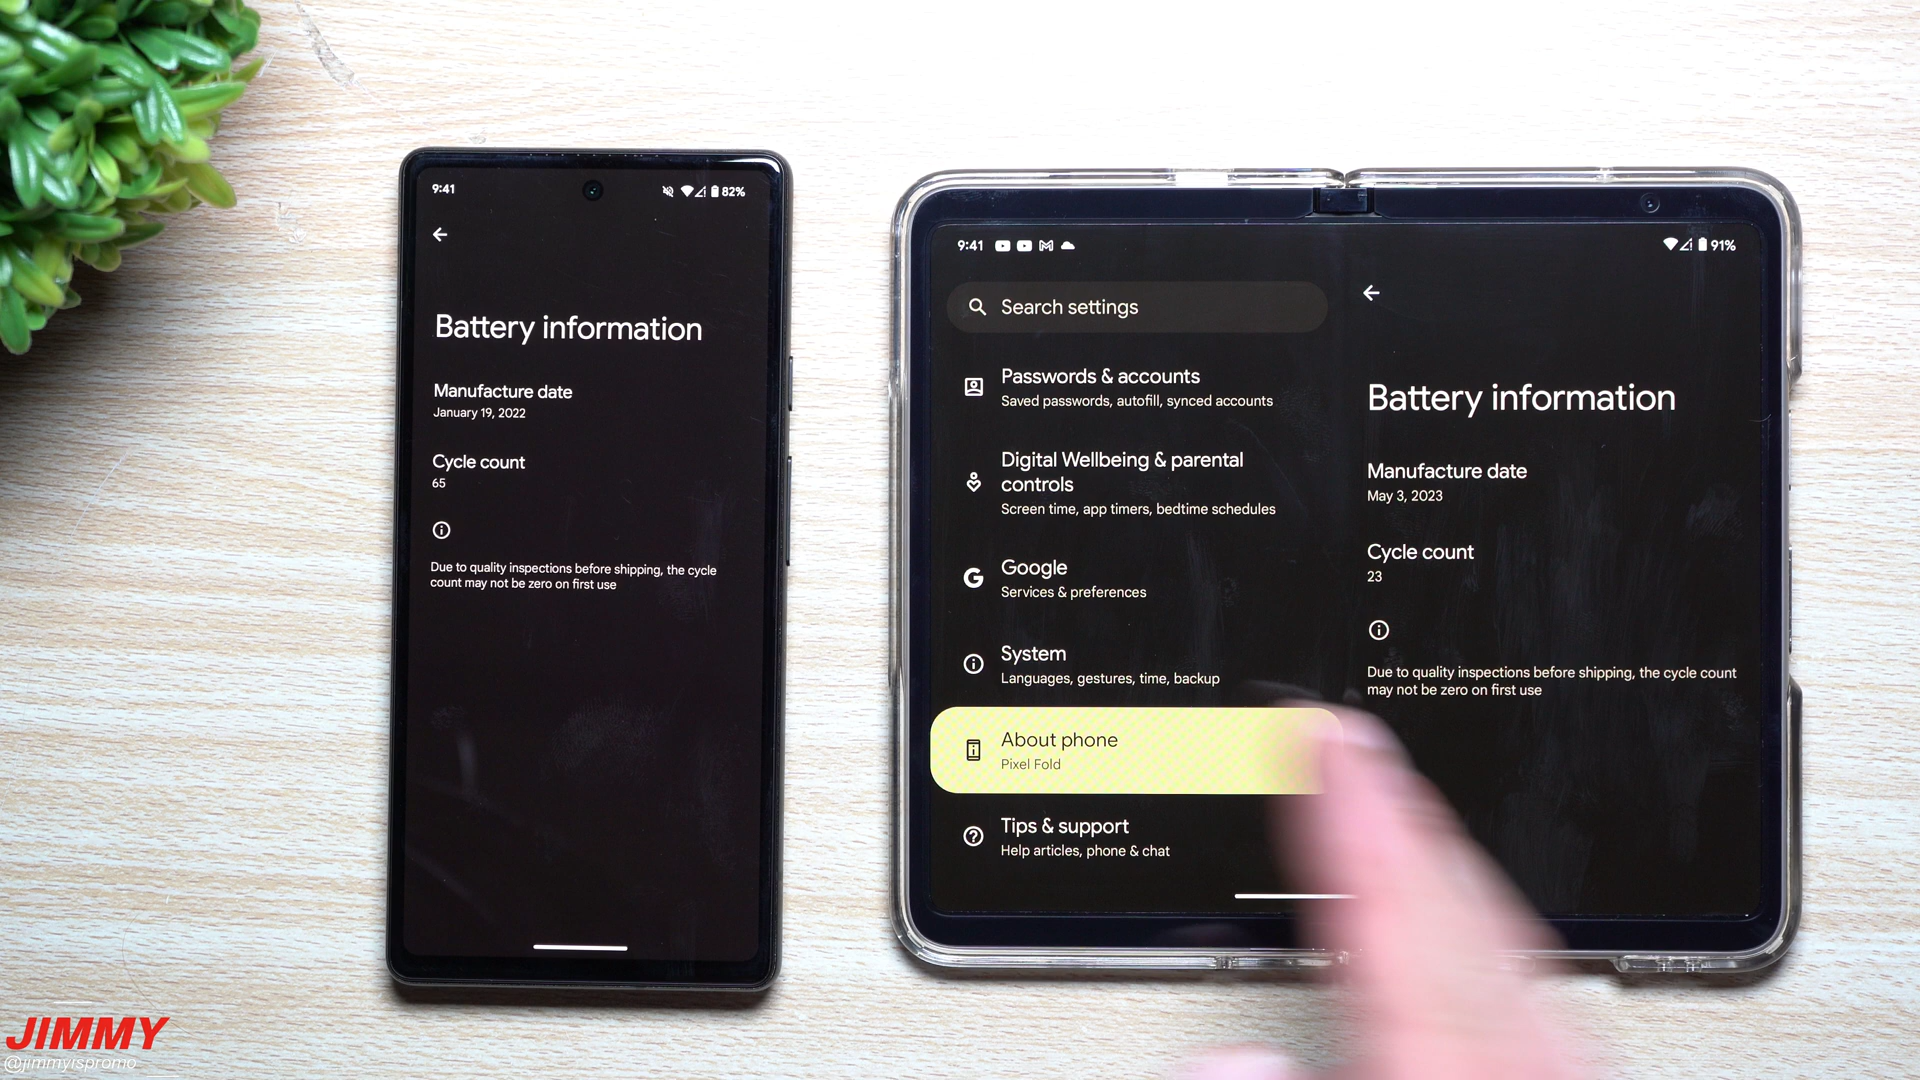 9:41
82%
Battery information
Manufacture date
January 19, 2022
Cycle count
65
Due to quality inspections before shipping, the cycle
count may not be zero on first use
9:41
91%
Search settings
Passwords & accounts
Saved passwords, autofill, synced accounts
Digital Wellbeing & parental
controls
Screen time, app timers, bedtime schedules
Google
Services & preferences
System
Languages, gestures, time, backup
About phone
Pixel Fold
Tips & support
Help articles, phone & chat
Battery information
Manufacture date
May 3, 2023
Cycle count
23
Due to quality inspections before shipping, the cycle count
may not be zero on first use
JIMMY
@jimmyispromo